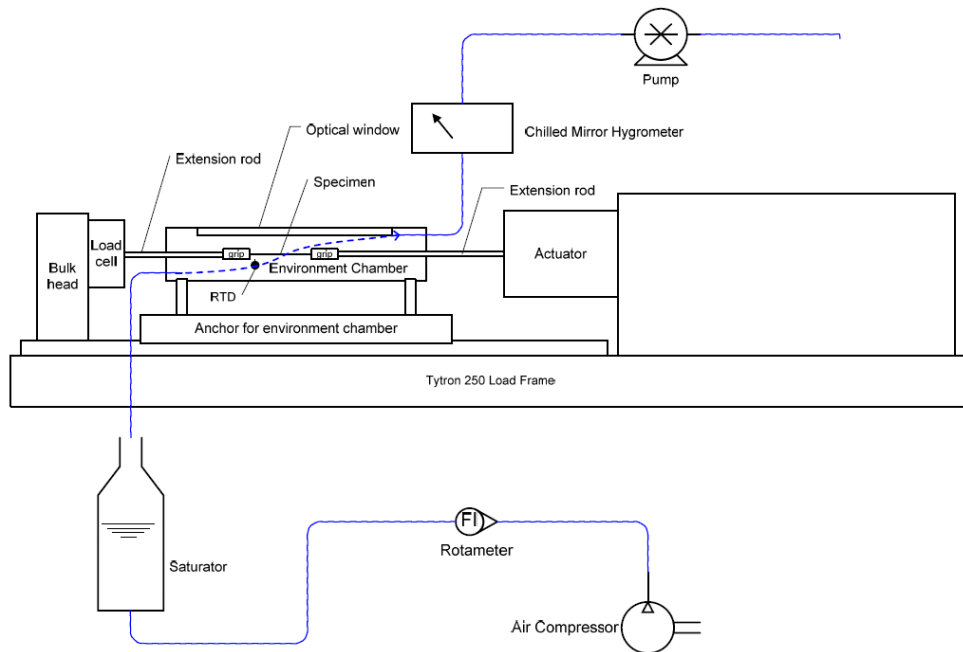 Pump
Optical window
Chilled Mirror Hygrometer
Extension rod
Specimen
Extension rod
Load
cell
grip
grip
Actuator
Bulk
head
Environment Chamber
RTD
Anchor for environment chamber
Tytron 250 Load Frame
FI
Rotameter
Saturator
Air Compressor